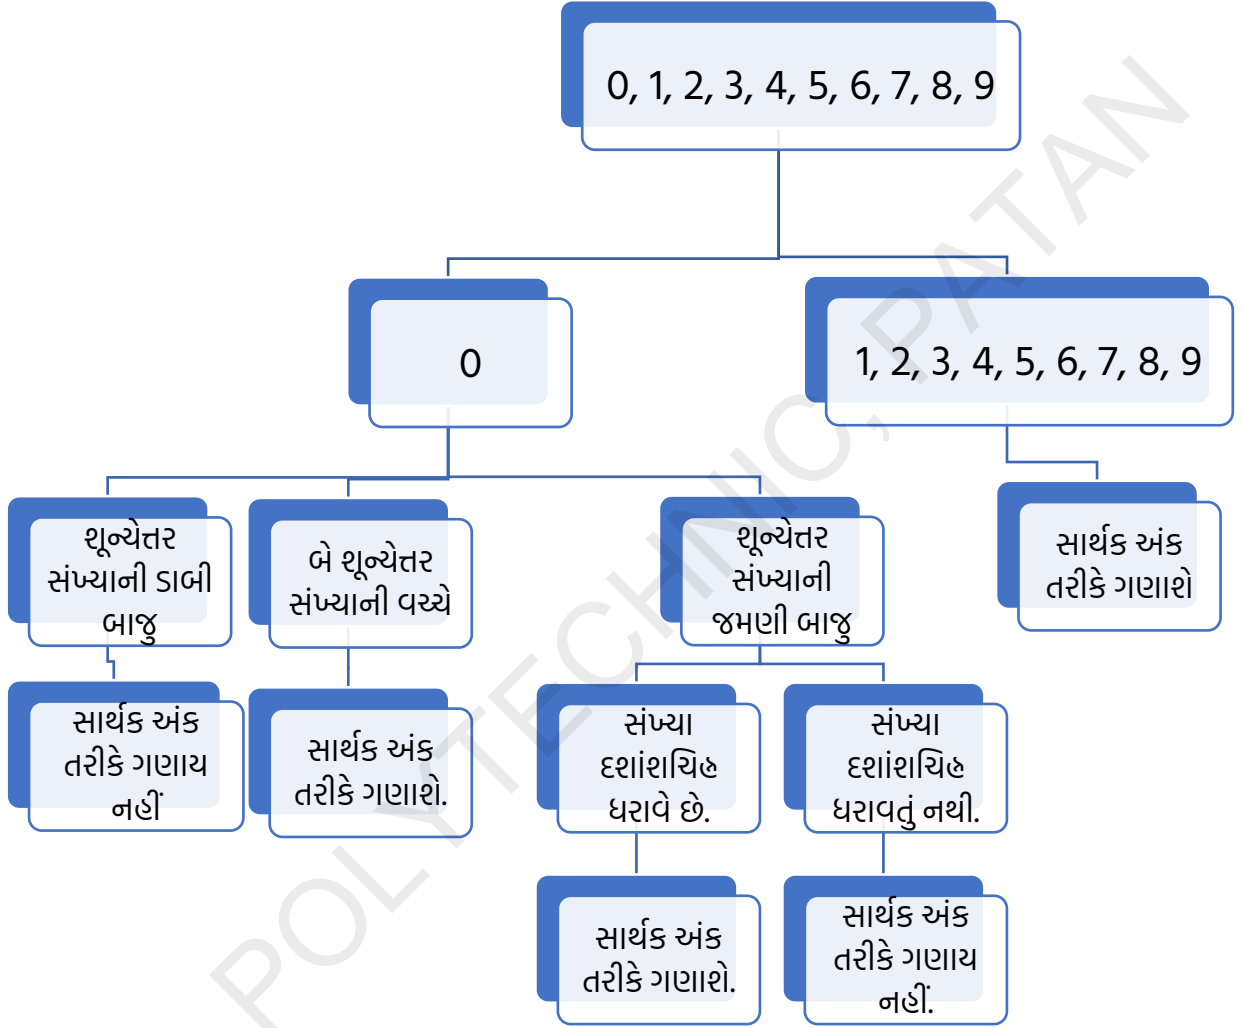 0, 1, 2, 3, 4, 5, 6, 7, 8, 9
0
1, 2, 3, 4, 5, 6, 7, 8, 9
શૂન્યેત્તર
સંખ્યાની ડાબી
બાજુ
બે શૂન્યેત્તર
સંખ્યાની વચ્ચે
શૂન્યેત્તર
સંખ્યાની
જમણી બાજુ
સાર્થક અંક
તરીકે ગણાશે
સાર્થક અંક
તરીકે ગણાય
નહીં
સાર્થક અંક
તરીકે ગણાશે.
સંખ્યા
દશાંશચિહ્ન
ધરાવે છે.
સંખ્યા
દશાંશચિહ્ન
ધરાવતું નથી.
સાર્થક અંક
તરીકે ગણાશે.
સાર્થક અંક
તરીકે ગણાય
નહીં.
POLYTECHNIC, PATAN